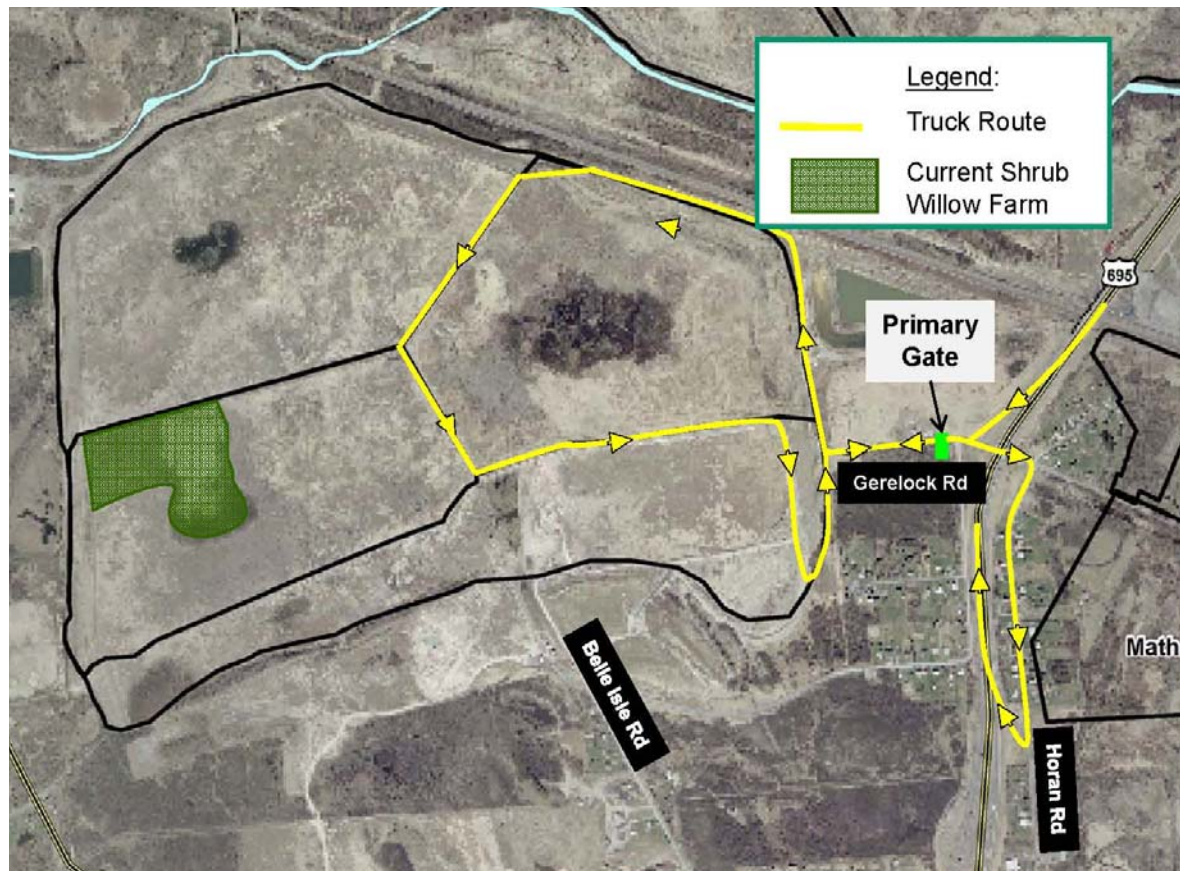 Legend:
Truck Route
Current Shrub
Willow Farm
695
Primary
Gate
Gerelock Rd
Belle Isle Rd
Math
Horan Rd